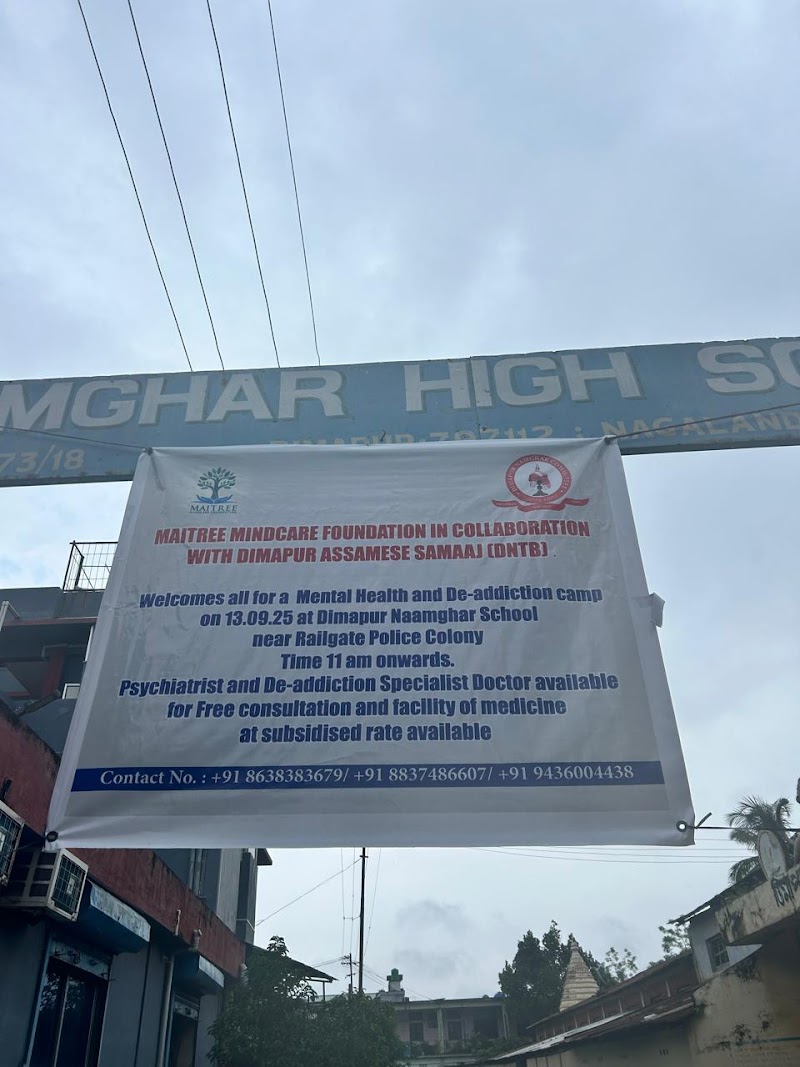 MGHAR HIGH SC
DIMAPUR-797112 : NAGALAND
73/18
MAITREE
MAITREE MINDCARE FOUNDATION IN COLLABORATION
WITH DIMAPUR ASSAMESE SAMAAJ (DNTB)
Welcomes all for a Mental Health and De-addiction camp
on 13.09.25 at Dimapur Naamghar School
near Railgate Police Colony
Time 11 am onwards.
Psychiatrist and De-addiction Specialist Doctor available
for Free consultation and facility of medicine
at subsidised rate available
Contact No. : +91 8638383679/ +91 8837486607/ +91 9436004438